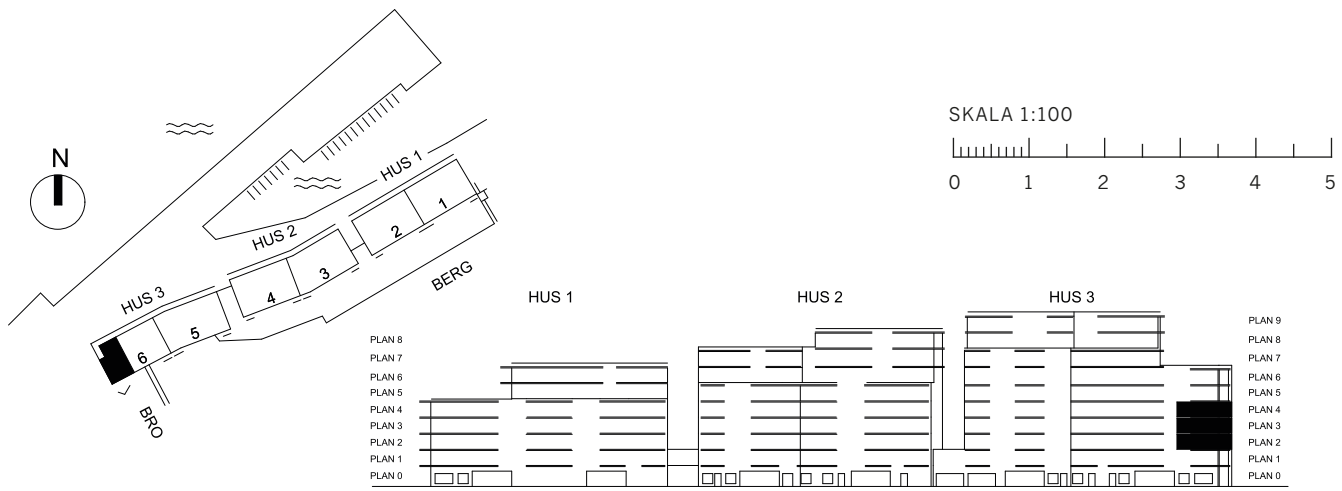 N
HUS 1
HUS 2
HUS 3
1
2
3
4
5
6
BERG
BRO
SKALA 1:100
0 1 2 3 4 5
HUS 1 HUS 2 HUS 3
PLAN 8
PLAN 7
PLAN 6
PLAN 5
PLAN 4
PLAN 3
PLAN 2
PLAN 1
PLAN 0
PLAN 9
PLAN 8
PLAN 7
PLAN 6
PLAN 5
PLAN 4
PLAN 3
PLAN 2
PLAN 1
PLAN 0